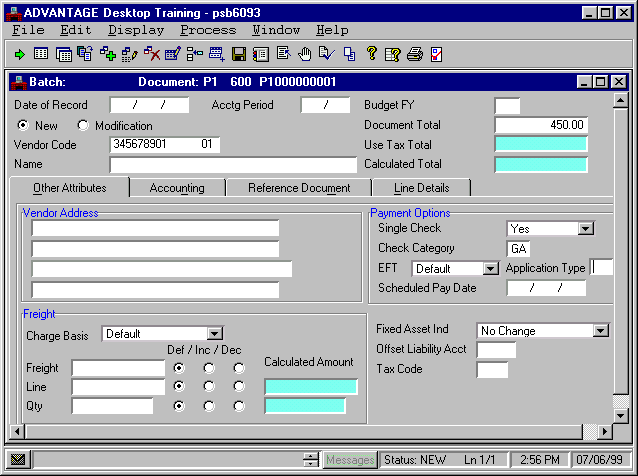 ADVANTAGE Desktop Training - psb6093
File Edit Display Process Window Help
Batch: Document: P1 600 P1000000001
Date of Record / / Acctg Period / Budget FY
New Modification Document Total 450.00
Vendor Code 345678901 01 Use Tax Total
Name Calculated Total
Other Attributes Accounting Reference Document Line Details
Vendor Address Payment Options
Single Check Yes
Check Category GA
EFT Default Application Type
Scheduled Pay Date / /
Freight
Charge Basis Default Fixed Asset Ind No Change
Def / Inc / Dec Calculated Amount Offset Liability Acct
Freight Tax Code
Line
Qty
Messages Status: NEW Ln 1/1 2:56 PM 07/06/99